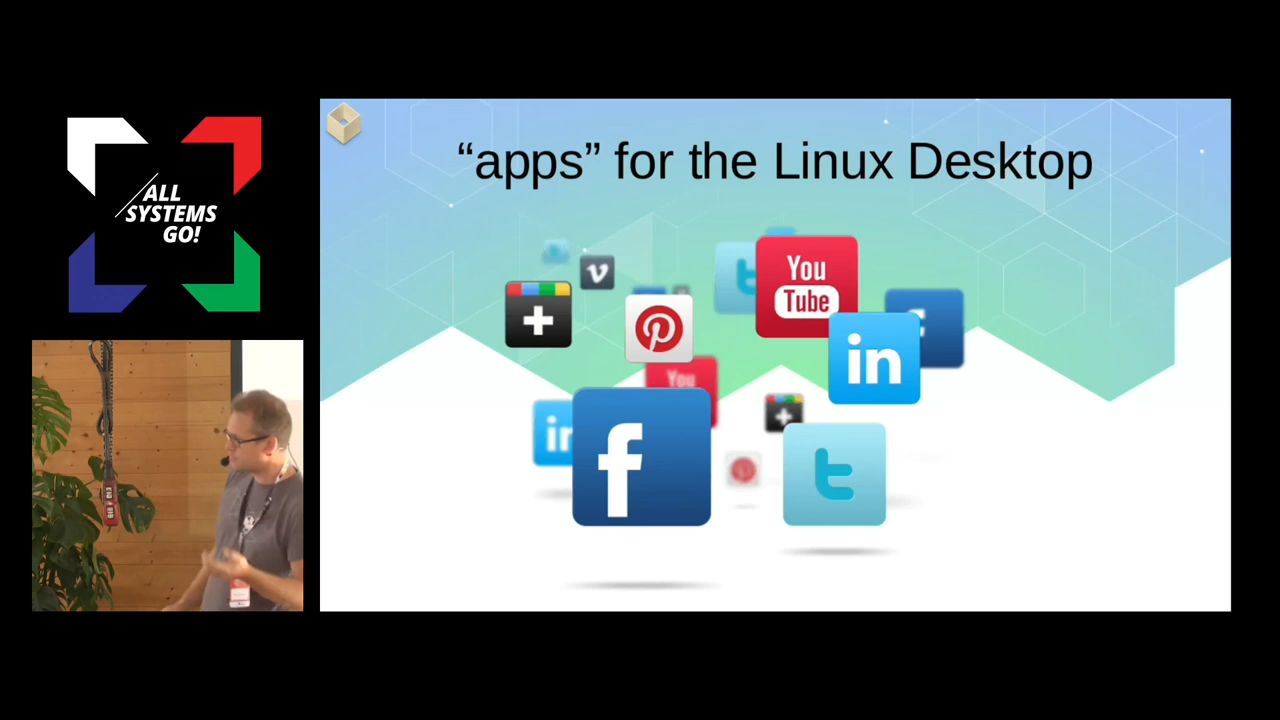 ALL
SYSTEMS
GO!
“apps” for the Linux Desktop
You
Tube
in
f
t
You
in